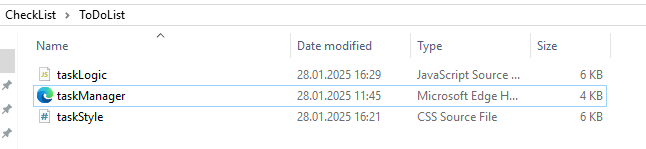 CheckList > ToDoList
Name Date modified Type Size
JS taskLogic 28.01.2025 16:29 JavaScript Source ... 6 KB
taskManager 28.01.2025 11:45 Microsoft Edge H... 4 KB
# taskStyle 28.01.2025 16:21 CSS Source File 6 KB